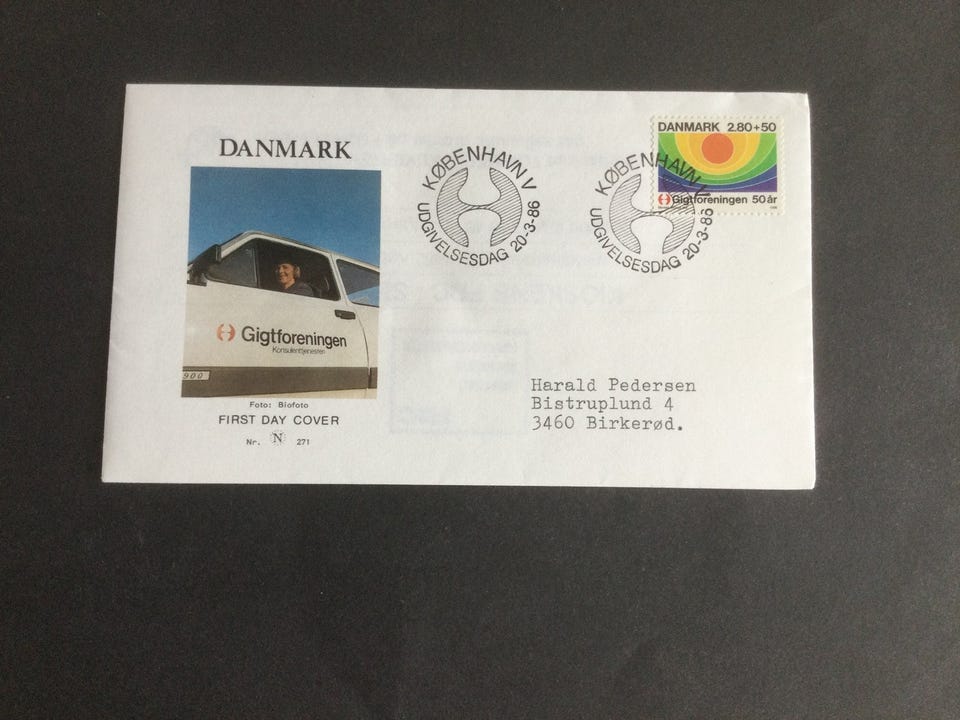 DANMARK
900
Gigtforeningen
Konsulenttjenesten
Foto: Biofoto
FIRST DAY COVER
Nr. N 271
KØBENHAVN V
UDGIVELSESDAG 20-3-86
KØBENHAVN V
UDGIVELSESDAG 20-3-86
DANMARK 2.80+50
Gigtforeningen 50 år
Harald Pedersen
Bistruplund 4
3460 Birkerød.